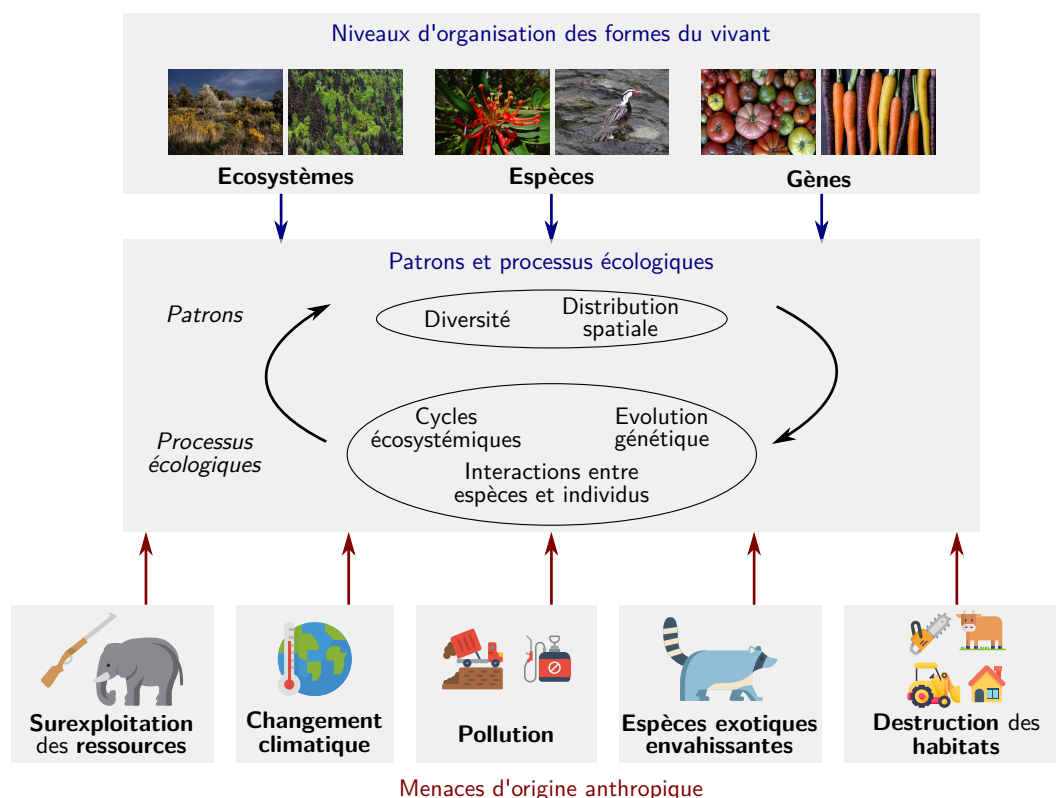 Niveaux d'organisation des formes du vivant
Ecosystèmes
Espèces
Gènes
Patrons et processus écologiques
Patrons
Diversité
Distribution
spatiale
Processus
écologiques
Cycles
écosystémiques
Evolution
génétique
Interactions entre
espèces et individus
Surexploitation
des ressources
Changement
climatique
Pollution
Espèces exotiques
envahissantes
Destruction des
habitats
Menaces d'origine anthropique